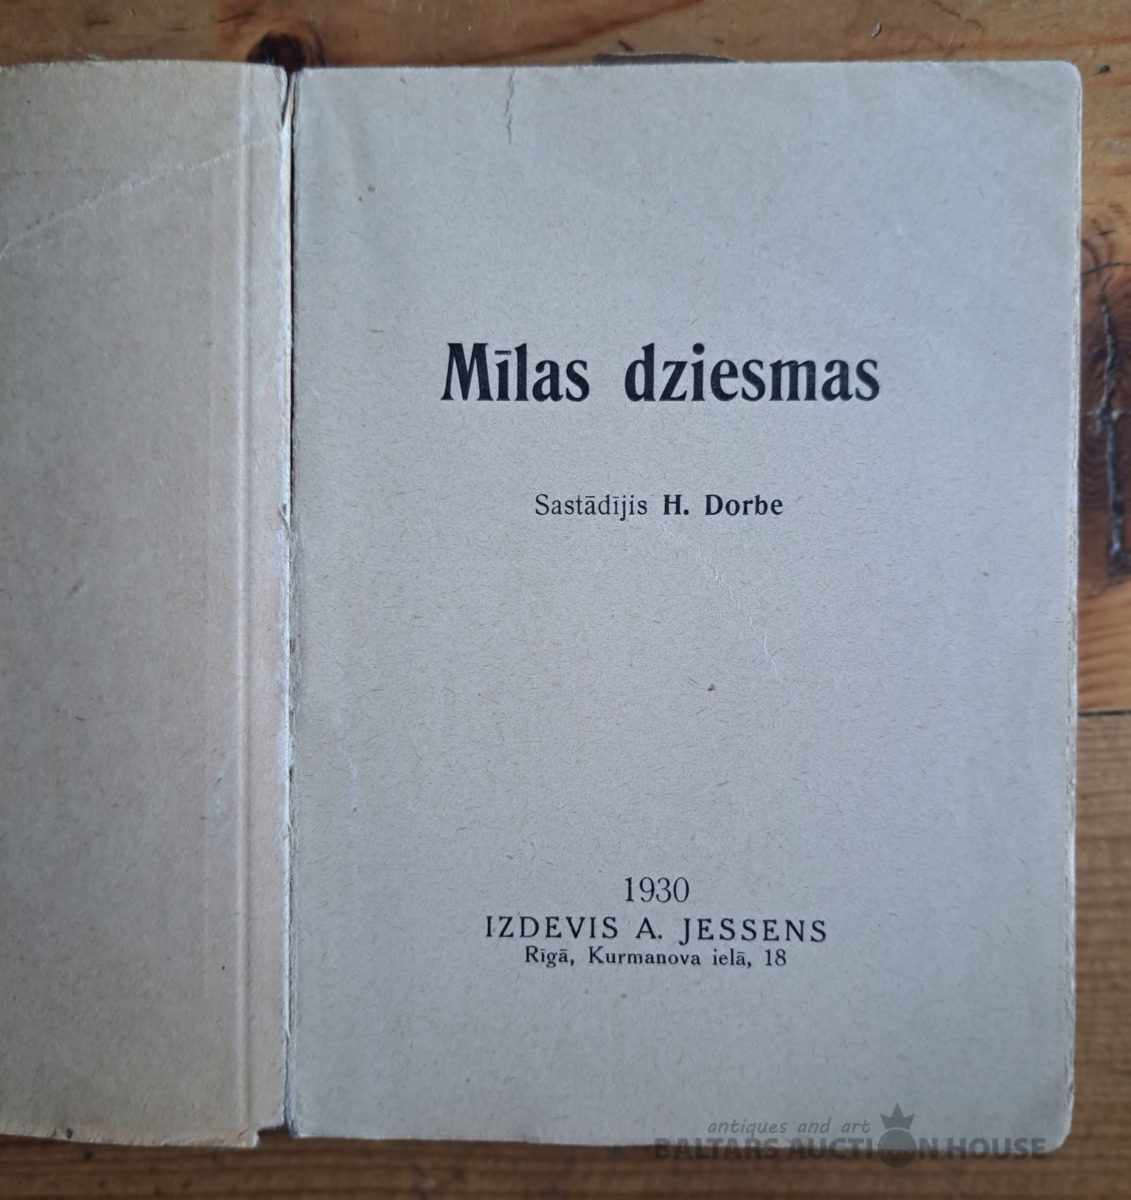 Mīlas dziesmas
Sastādījis H. Dorbe
1930
IZDEVIS A. JESSENS
Rīgā, Kurmanova ielā, 18
antiques and art
BALTARS AUCTION HOUSE